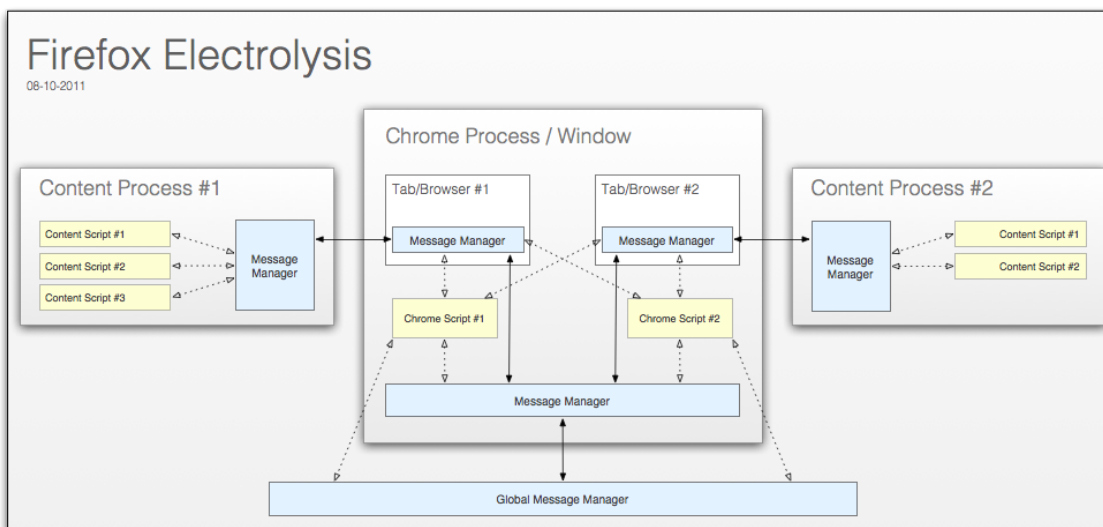 Firefox Electrolysis
08-10-2011
Chrome Process / Window
Content Process #1
Content Script #1
Content Script #2
Content Script #3
Message
Manager
Tab/Browser #1
Message Manager
Tab/Browser #2
Message Manager
Chrome Script #1
Chrome Script #2
Message Manager
Content Process #2
Message
Manager
Content Script #1
Content Script #2
Global Message Manager